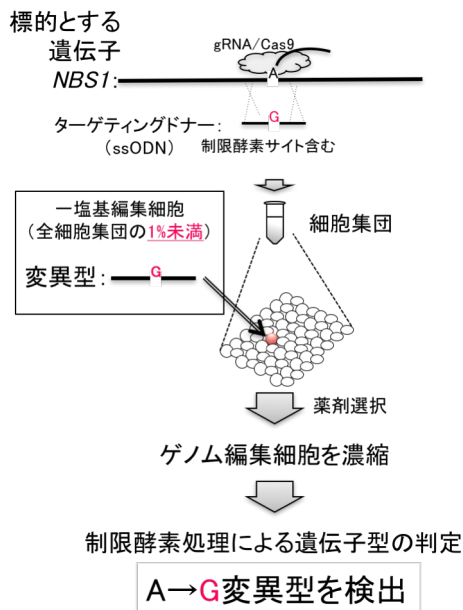 標的とする
遺伝子
NBS1:
gRNA/Cas9
A
G
ターゲティングドナー:
(ssODN)
制限酵素サイト含む
細胞集団
一塩基編集細胞
(全細胞集団の1%未満)
変異型:
G
薬剤選択
ゲノム編集細胞を濃縮
制限酵素処理による遺伝子型の判定
A→G変異型を検出